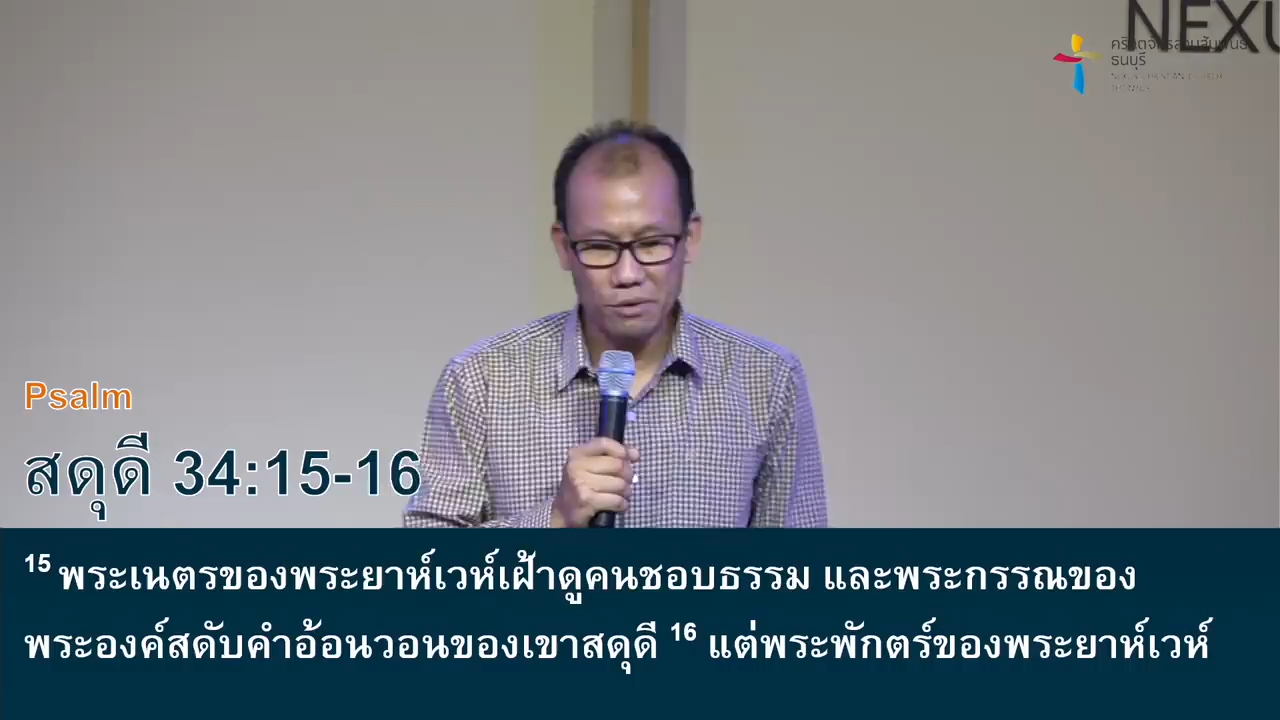 NEXU
ธนบุรี
Psalm
สดุดี 34:15-16
15 พระเนตรของพระยาห์เวห์เฝ้าดูคนชอบธรรม และพระกรรณของ
พระองค์สดับคำอ้อนวอนของเขาสดุดี 16 แต่พระพักตร์ของพระยาห์เวห์